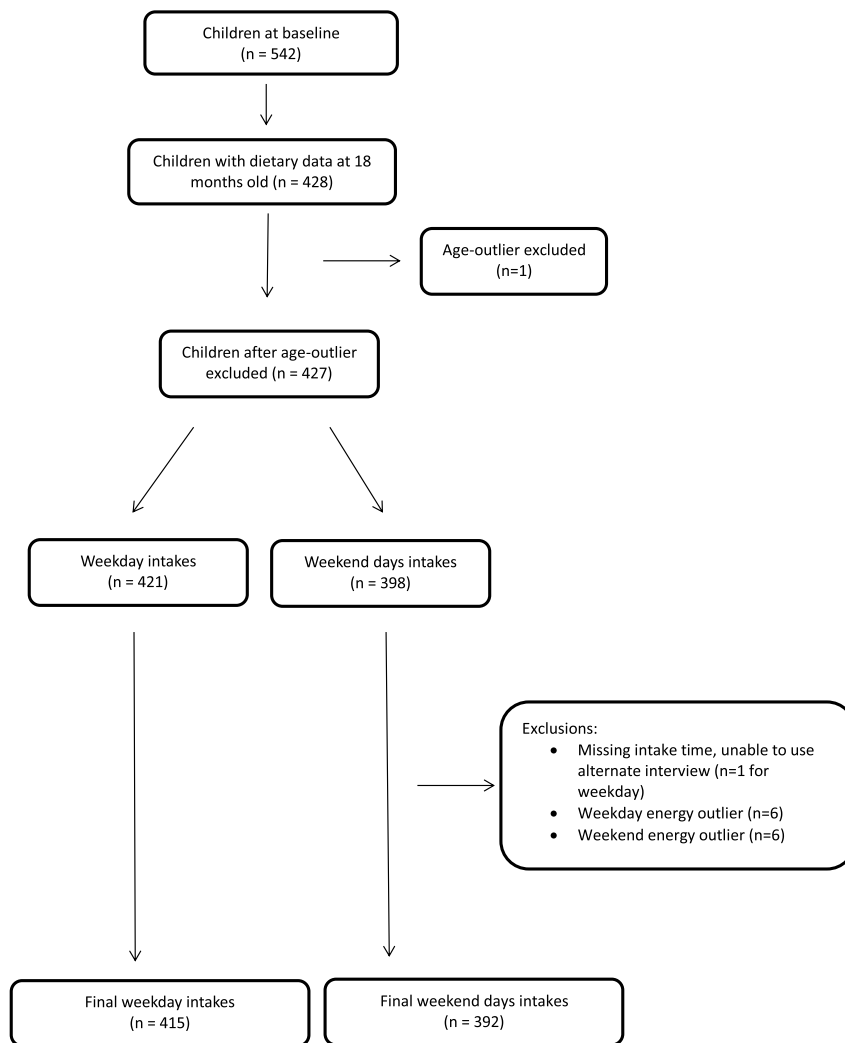 Children at baseline
(n = 542)
Children with dietary data at 18
months old (n = 428)
Age-outlier excluded
(n=1)
Children after age-outlier
excluded (n = 427)
Weekday intakes
(n = 421)
Weekend days intakes
(n = 398)
Exclusions:
• Missing intake time, unable to use
alternate interview (n=1 for
weekday)
• Weekday energy outlier (n=6)
• Weekend energy outlier (n=6)
Final weekday intakes
(n = 415)
Final weekend days intakes
(n = 392)